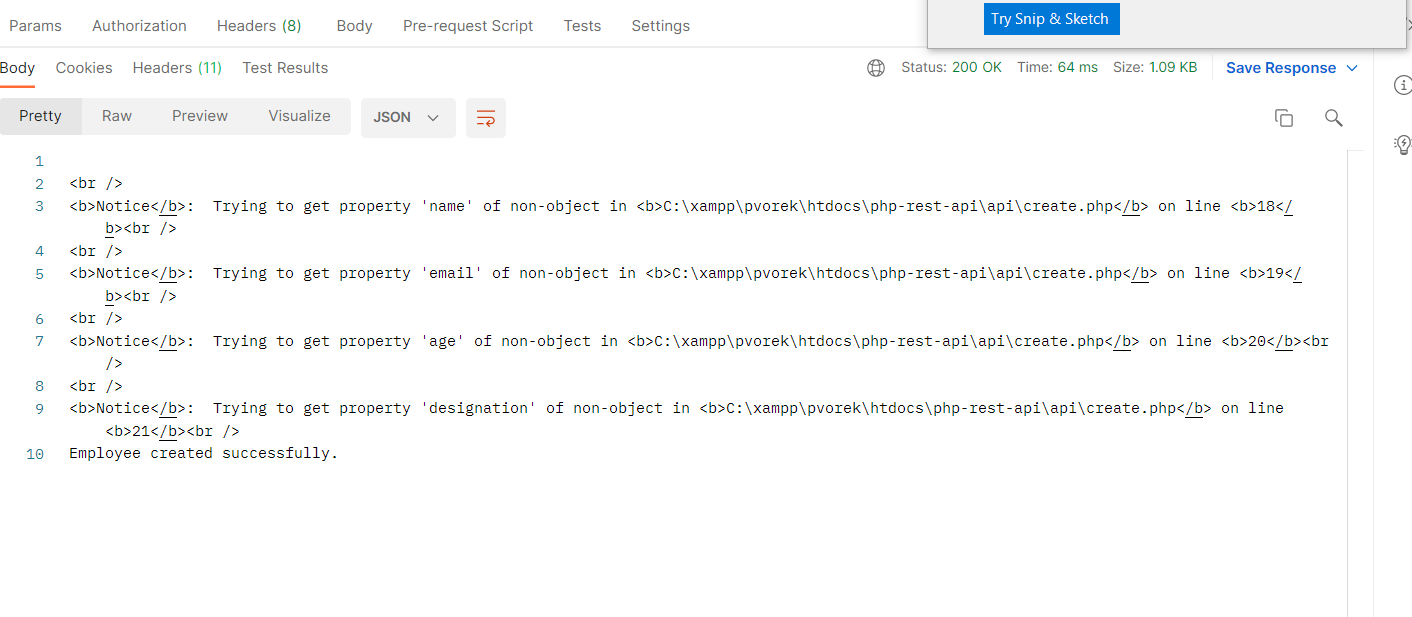 Try Snip & Sketch
Params Authorization Headers (8) Body Pre-request Script Tests Settings
Body Cookies Headers (11) Test Results Status: 200 OK Time: 64 ms Size: 1.09 KB Save Response
Pretty Raw Preview Visualize JSON
1
2 <br />
3 <b>Notice</b>:  Trying to get property 'name' of non-object in <b>C:\xampp\pvorek\htdocs\php-rest-api\api\create.php</b> on line <b>18</
b><br />
4 <br />
5 <b>Notice</b>:  Trying to get property 'email' of non-object in <b>C:\xampp\pvorek\htdocs\php-rest-api\api\create.php</b> on line <b>19</
b><br />
6 <br />
7 <b>Notice</b>:  Trying to get property 'age' of non-object in <b>C:\xampp\pvorek\htdocs\php-rest-api\api\create.php</b> on line <b>20</b><br
/>
8 <br />
9 <b>Notice</b>:  Trying to get property 'designation' of non-object in <b>C:\xampp\pvorek\htdocs\php-rest-api\api\create.php</b> on line
<b>21</b><br />
10 Employee created successfully.